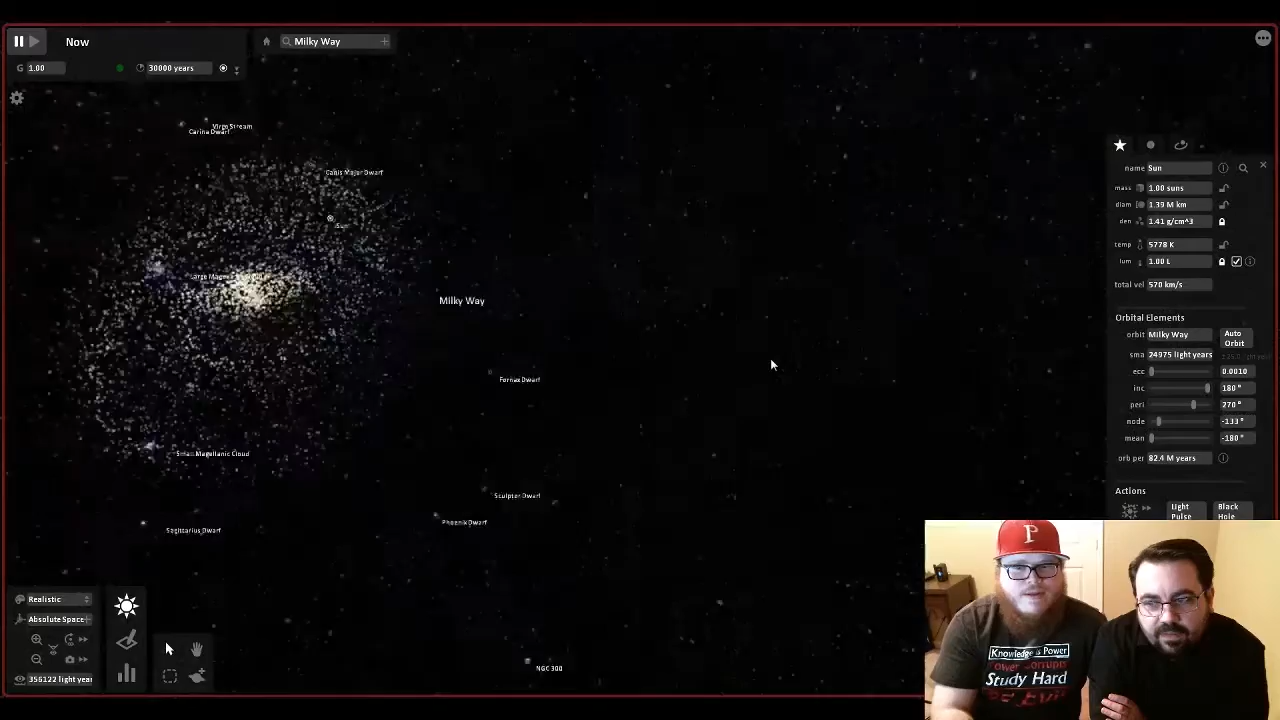 Now
Milky Way
G 1.00
30000 years
Virgo Stream
Carina Dwarf
Canis Major Dwarf
Sun
Milky Way
Fornax Dwarf
Small Magellanic Cloud
Sculptor Dwarf
Phoenix Dwarf
Sagittarius Dwarf
NGC 300
name Sun
mass 1.00 suns
diam 1.39 M km
den 1.41 g/cm^3
temp 5778 K
lum 1.00 L
total vel 570 km/s
Orbital Elements
orbit Milky Way
Auto
Orbit
sma 24975 light years
ecc 0.0010
inc 180°
peri 270°
node -133°
mean -180°
orb per 82.4 M years
Actions
Light
Pulse
Black
Hole
Realistic
Absolute Space
356122 light year
P
Knowledge is Power
Power Corrupts
Study Hard
Be Evil